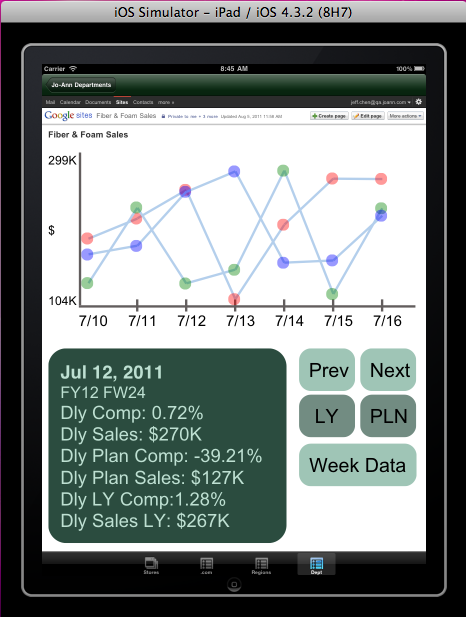 iOS Simulator – iPad / iOS 4.3.2 (8H7)
Carrier 8:45 AM 100%
Jo-Ann Departments
Mail Calendar Documents Sites Contacts more » jeff.chen@qa.joann.com
Google sites Fiber & Foam Sales Private to me + 3 more Updated Aug 5, 2011 11:58 AM Create page Edit page More actions
Fiber & Foam Sales
299K
$
104K
7/10 7/11 7/12 7/13 7/14 7/15 7/16
Jul 12, 2011
FY12 FW24
Dly Comp: 0.72%
Dly Sales: $270K
Dly Plan Comp: -39.21%
Dly Plan Sales: $127K
Dly LY Comp:1.28%
Dly Sales LY: $267K
Prev Next
LY PLN
Week Data
Stores .com Regions Dept